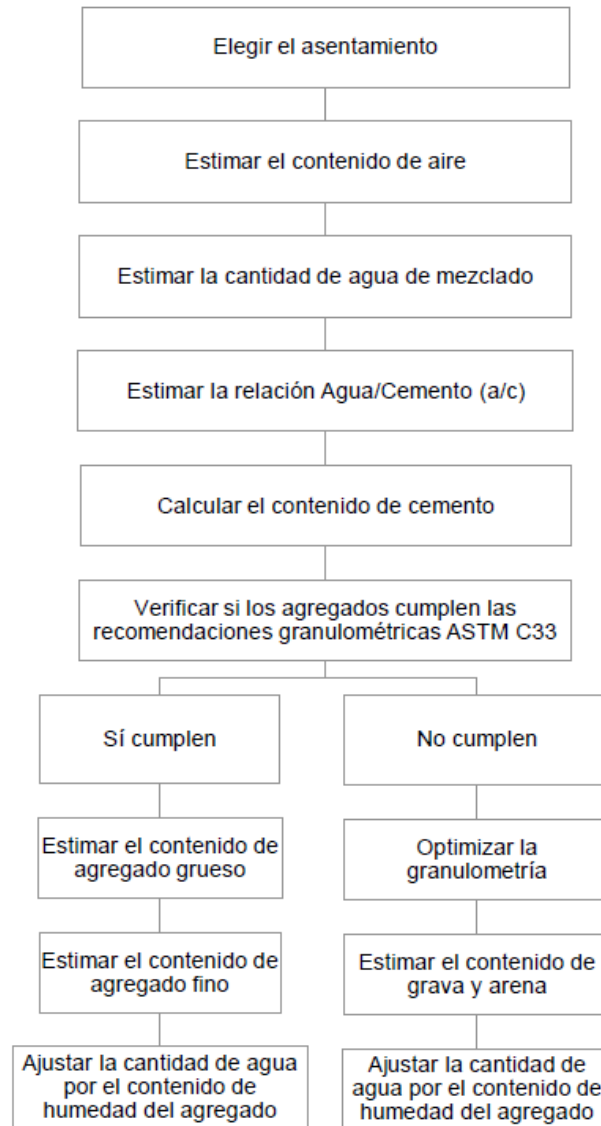 Elegir el asentamiento
Estimar el contenido de aire
Estimar la cantidad de agua de mezclado
Estimar la relación Agua/Cemento (a/c)
Calcular el contenido de cemento
Verificar si los agregados cumplen las
recomendaciones granulométricas ASTM C33
Sí cumplen
No cumplen
Estimar el contenido de
agregado grueso
Optimizar la
granulometría
Estimar el contenido de
agregado fino
Estimar el contenido de
grava y arena
Ajustar la cantidad de agua
por el contenido de
humedad del agregado
Ajustar la cantidad de
agua por el contenido de
humedad del agregado